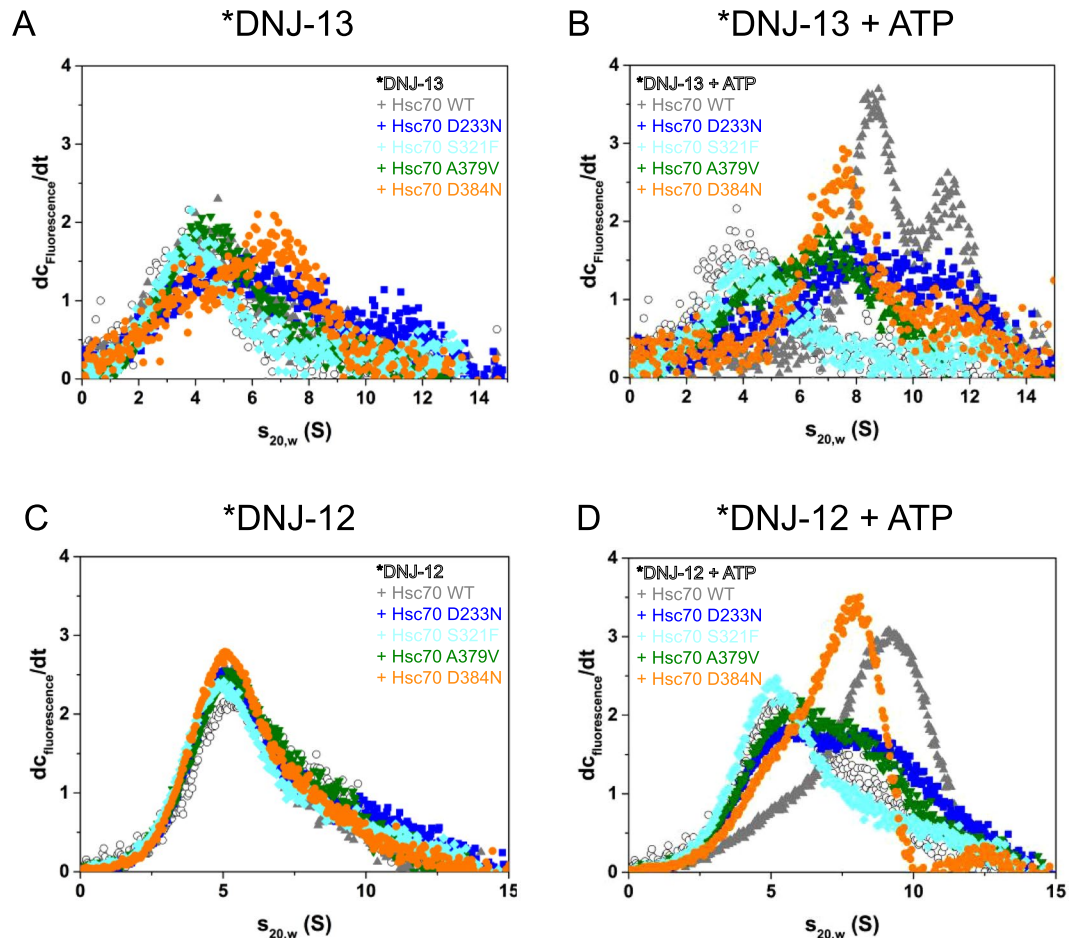 A
*DNJ-13
*DNJ-13
+ Hsc70 WT
+ Hsc70 D233N
+ Hsc70 S321F
+ Hsc70 A379V
+ Hsc70 D384N
4
3
2
1
0
dcFluorescence/dt
0 2 4 6 8 10 12 14
s20,w (S)
B
*DNJ-13 + ATP
*DNJ-13 + ATP
+ Hsc70 WT
+ Hsc70 D233N
+ Hsc70 S321F
+ Hsc70 A379V
+ Hsc70 D384N
4
3
2
1
0
dcFluorescence/dt
0 2 4 6 8 10 12 14
s20,w (S)
C
*DNJ-12
*DNJ-12
+ Hsc70 WT
+ Hsc70 D233N
+ Hsc70 S321F
+ Hsc70 A379V
+ Hsc70 D384N
4
3
2
1
0
dcfluorescence/dt
0 5 10 15
s20,w (S)
D
*DNJ-12 + ATP
*DNJ-12 + ATP
+ Hsc70 WT
+ Hsc70 D233N
+ Hsc70 S321F
+ Hsc70 A379V
+ Hsc70 D384N
4
3
2
1
0
dcfluorescence/dt
0 5 10 15
s20,w (S)